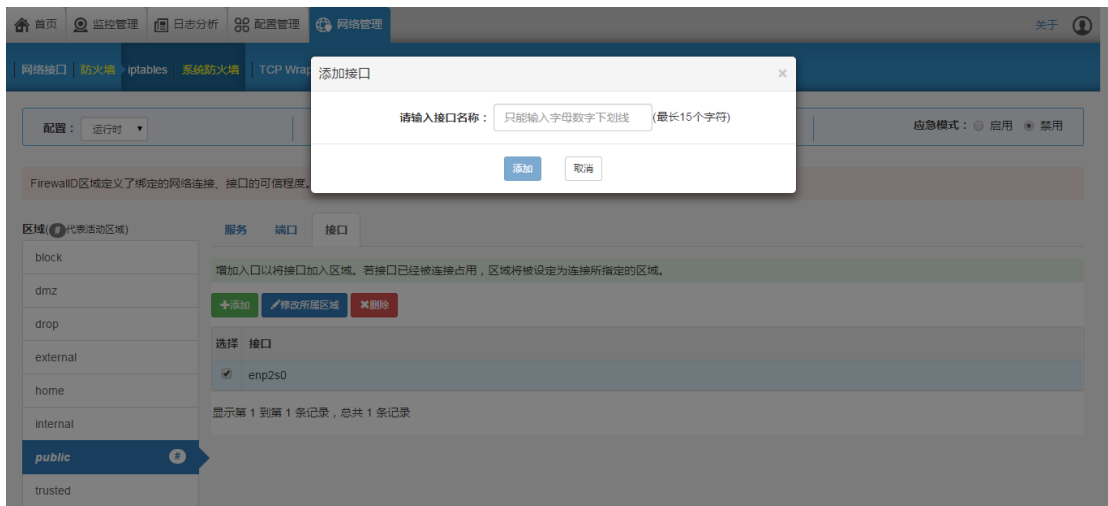 首页 监控管理 日志分析 配置管理 网络管理 关于
网络接口 防火墙 iptables 系统防火墙 TCP Wrap
添加接口 ×
请输入接口名称： 只能输入字母数字下划线 (最长15个字符)
添加 取消
配置： 运行时 应急模式： 启用 禁用
FirewallD区域定义了绑定的网络连接、接口的可信程度。
区域(#代表活动区域)
服务 端口 接口
block
dmz
drop
external
home
internal
public #
trusted
增加入口以将接口加入区域。若接口已经被连接占用，区域将被设定为连接所指定的区域。
添加 修改所属区域 删除
选择 接口
enp2s0
显示第 1 到第 1 条记录，总共 1 条记录